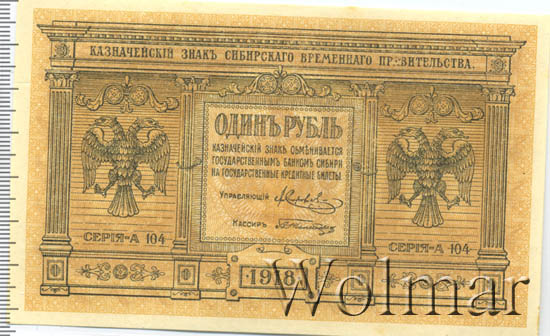 КАЗНАЧЕЙСКІЙ ЗНАКЪ СИБИРСКАГО ВРЕМЕННАГО ПРАВИТЕЛЬСТВА.
ОДИНЪ РУБЛЬ
КАЗНАЧЕЙСКІЙ ЗНАКЪ ОБМѢНИВАЕТСЯ
ГОСУДАРСТВЕННЫМЪ БАНКОМЪ СИБИРИ
НА ГОСУДАРСТВЕННЫЕ КРЕДИТНЫЕ БИЛЕТЫ
УПРАВЛЯЮЩІЙ
КАССИРЪ
СЕРІЯ-А 104
СЕРІЯ-А 104
1918
Wolmar